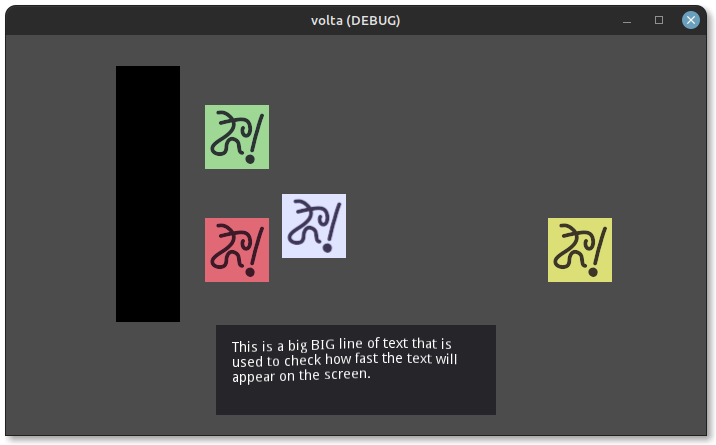 volta (DEBUG)
This is a big BIG line of text that is
used to check how fast the text will
appear on the screen.